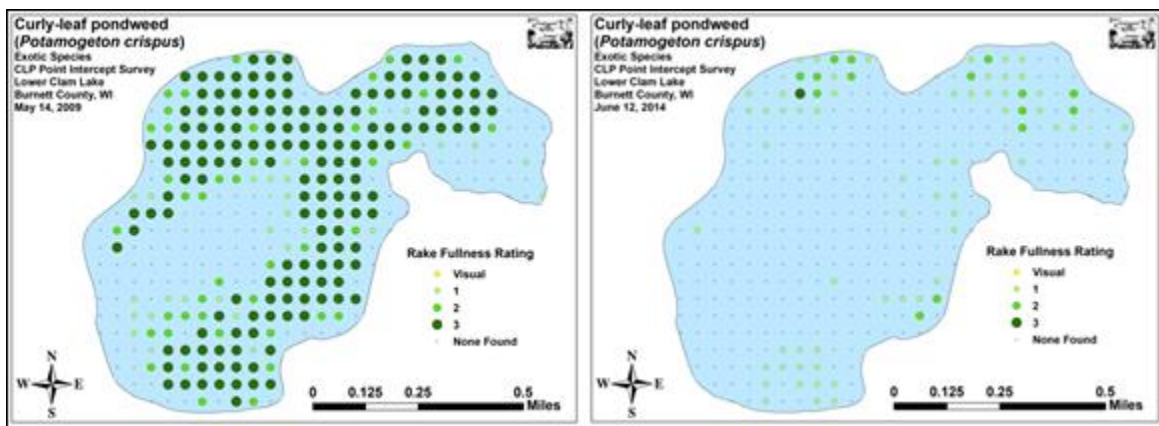 Curly-leaf pondweed
(Potamogeton crispus)
Exotic Species
CLP Point Intercept Survey
Lower Clam Lake
Burnett County, WI
May 14, 2009
Rake Fullness Rating
Visual
1
2
3
None Found
N
W E
S
0 0.125 0.25 0.5
Miles
Curly-leaf pondweed
(Potamogeton crispus)
Exotic Species
CLP Point Intercept Survey
Lower Clam Lake
Burnett County, WI
June 12, 2014
Rake Fullness Rating
Visual
1
2
3
None Found
N
W E
S
0 0.125 0.25 0.5
Miles